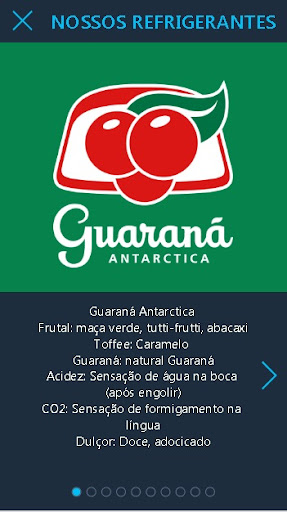 NOSSOS REFRIGERANTES
Guaraná
ANTARCTICA
Guaraná Antarctica
Frutal: maça verde, tutti-frutti, abacaxi
Toffee: Caramelo
Guaraná: natural Guaraná
Acidez: Sensação de água na boca
(após engolir)
CO2: Sensação de formigamento na
língua
Dulçor: Doce, adocicado